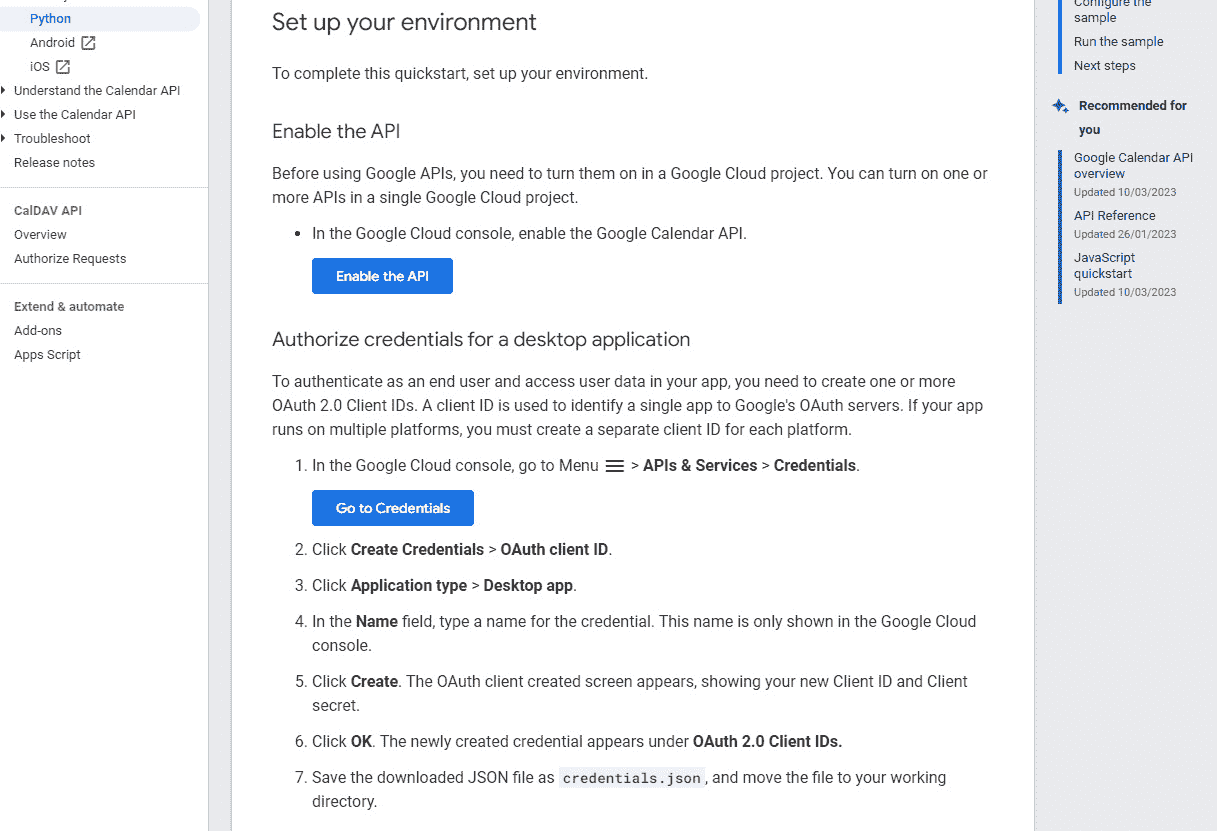 Python
Android
iOS
Understand the Calendar API
Use the Calendar API
Troubleshoot
Release notes
CalDAV API
Overview
Authorize Requests
Extend & automate
Add-ons
Apps Script
Set up your environment
To complete this quickstart, set up your environment.
Enable the API
Before using Google APIs, you need to turn them on in a Google Cloud project. You can turn on one or
more APIs in a single Google Cloud project.
• In the Google Cloud console, enable the Google Calendar API.
Enable the API
Authorize credentials for a desktop application
To authenticate as an end user and access user data in your app, you need to create one or more
OAuth 2.0 Client IDs. A client ID is used to identify a single app to Google's OAuth servers. If your app
runs on multiple platforms, you must create a separate client ID for each platform.
1. In the Google Cloud console, go to Menu > APIs & Services > Credentials.
Go to Credentials
2. Click Create Credentials > OAuth client ID.
3. Click Application type > Desktop app.
4. In the Name field, type a name for the credential. This name is only shown in the Google Cloud
console.
5. Click Create. The OAuth client created screen appears, showing your new Client ID and Client
secret.
6. Click OK. The newly created credential appears under OAuth 2.0 Client IDs.
7. Save the downloaded JSON file as credentials.json, and move the file to your working
directory.
Configure the
sample
Run the sample
Next steps
Recommended for
you
Google Calendar API
overview
Updated 10/03/2023
API Reference
Updated 26/01/2023
JavaScript
quickstart
Updated 10/03/2023